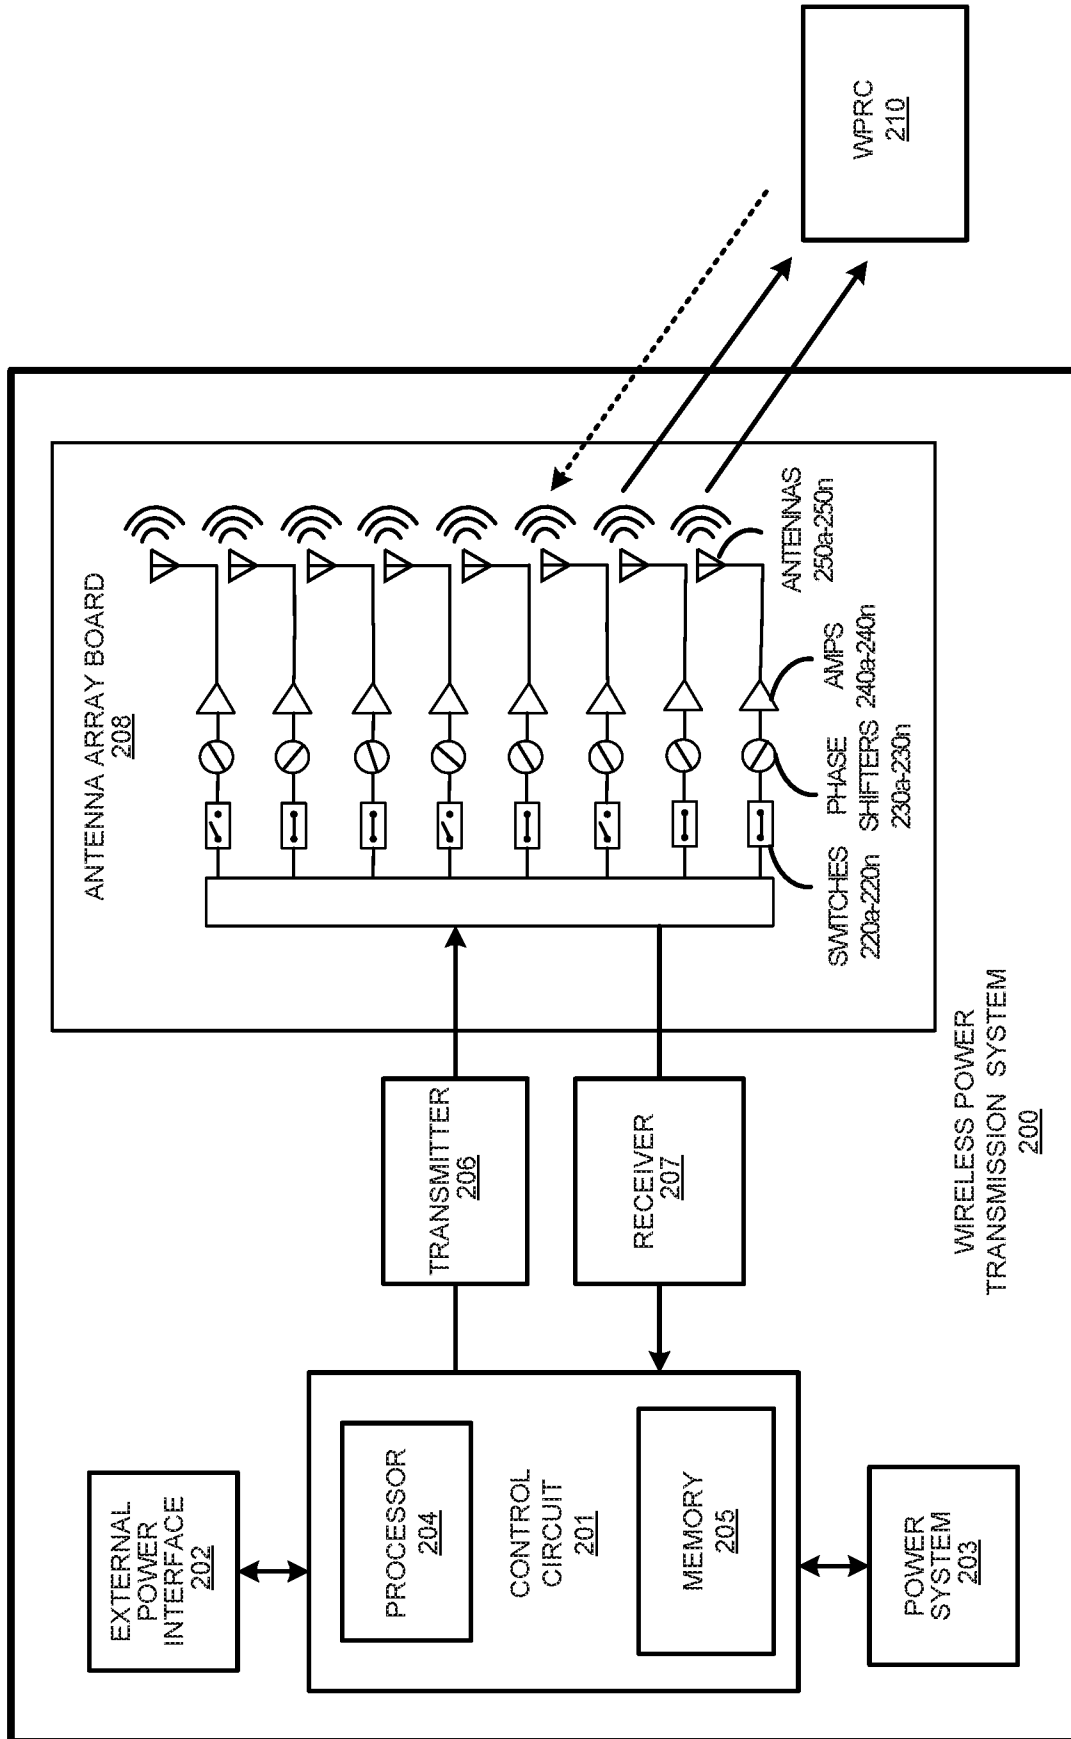 EXTERNAL
POWER
INTERFACE
202
PROCESSOR
204
CONTROL
CIRCUIT
201
MEMORY
205
POWER
SYSTEM
203
TRANSMITTER
206
RECEIVER
207
ANTENNA ARRAY BOARD
208
SWITCHES
220a-220n
PHASE
SHIFTERS
230a-230n
AMPS
240a-240n
ANTENNAS
250a-250n
WIRELESS POWER
TRANSMISSION SYSTEM
200
WPRC
210